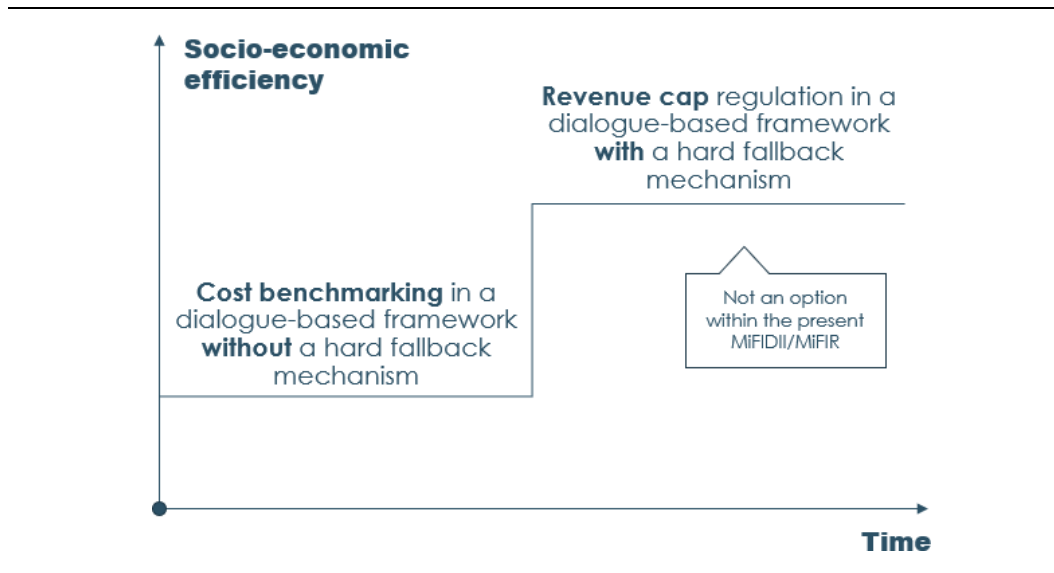 Socio-economic
efficiency
Revenue cap regulation in a
dialogue-based framework
with a hard fallback
mechanism
Cost benchmarking in a
dialogue-based framework
without a hard fallback
mechanism
Not an option
within the present
MiFIDII/MiFIR
Time